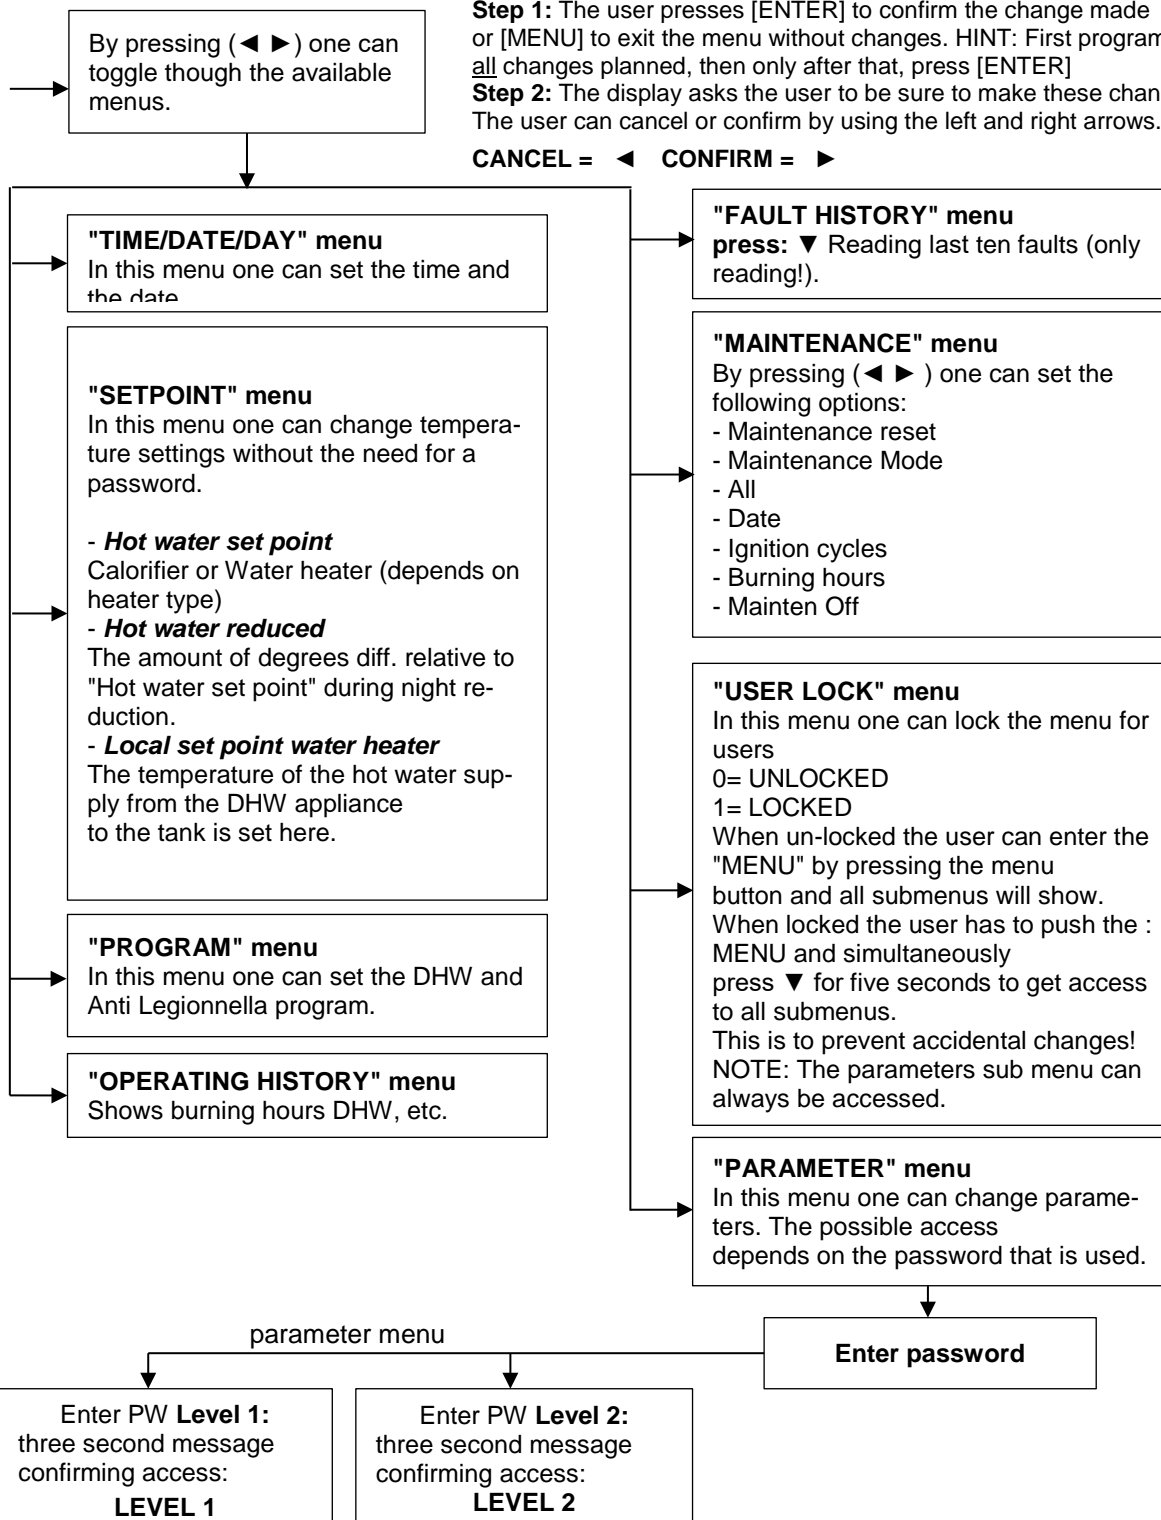 Step 1: The user presses [ENTER] to confirm the change made
or [MENU] to exit the menu without changes. HINT: First program
all changes planned, then only after that, press [ENTER]
Step 2: The display asks the user to be sure to make these chan
The user can cancel or confirm by using the left and right arrows.
CANCEL = ◄ CONFIRM = ►
By pressing (◄ ►) one can
toggle though the available
menus.
"TIME/DATE/DAY" menu
In this menu one can set the time and
the date
"SETPOINT" menu
In this menu one can change tempera-
ture settings without the need for a
password.
- Hot water set point
Calorifier or Water heater (depends on
heater type)
- Hot water reduced
The amount of degrees diff. relative to
"Hot water set point" during night re-
duction.
- Local set point water heater
The temperature of the hot water sup-
ply from the DHW appliance
to the tank is set here.
"PROGRAM" menu
In this menu one can set the DHW and
Anti Legionnella program.
"OPERATING HISTORY" menu
Shows burning hours DHW, etc.
"FAULT HISTORY" menu
press: ▼ Reading last ten faults (only
reading!).
"MAINTENANCE" menu
By pressing (◄ ► ) one can set the
following options:
- Maintenance reset
- Maintenance Mode
- All
- Date
- Ignition cycles
- Burning hours
- Mainten Off
"USER LOCK" menu
In this menu one can lock the menu for
users
0= UNLOCKED
1= LOCKED
When un-locked the user can enter the
"MENU" by pressing the menu
button and all submenus will show.
When locked the user has to push the :
MENU and simultaneously
press ▼ for five seconds to get access
to all submenus.
This is to prevent accidental changes!
NOTE: The parameters sub menu can
always be accessed.
"PARAMETER" menu
In this menu one can change parame-
ters. The possible access
depends on the password that is used.
Enter password
parameter menu
Enter PW Level 1:
three second message
confirming access:
LEVEL 1
Enter PW Level 2:
three second message
confirming access:
LEVEL 2